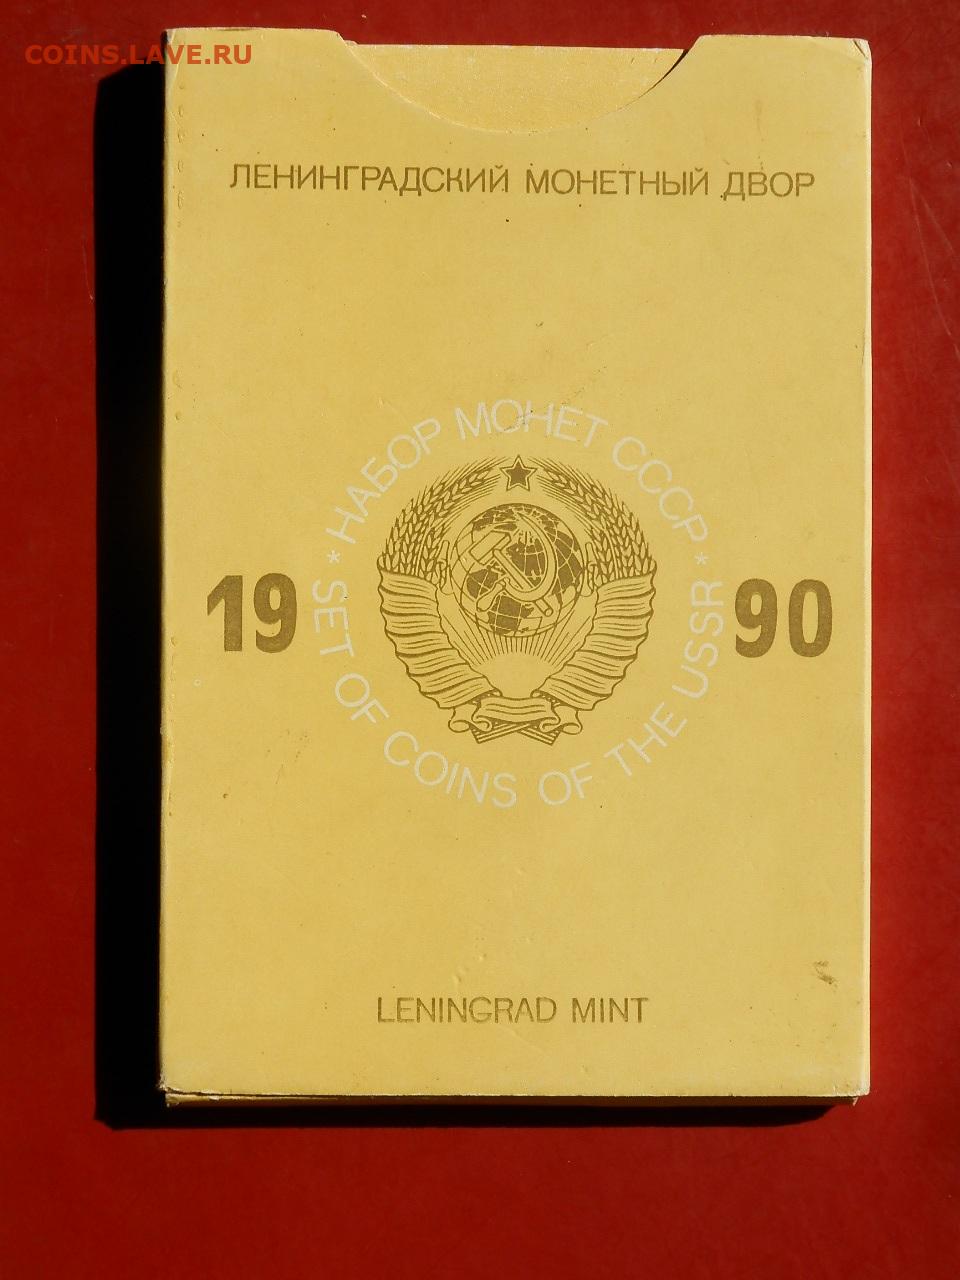 COINS.LAVE.RU
ЛЕНИНГРАДСКИЙ МОНЕТНЫЙ ДВОР
* НАБОР МОНЕТ СССР *
19 90
SET OF COINS OF THE USSR
LENINGRAD MINT